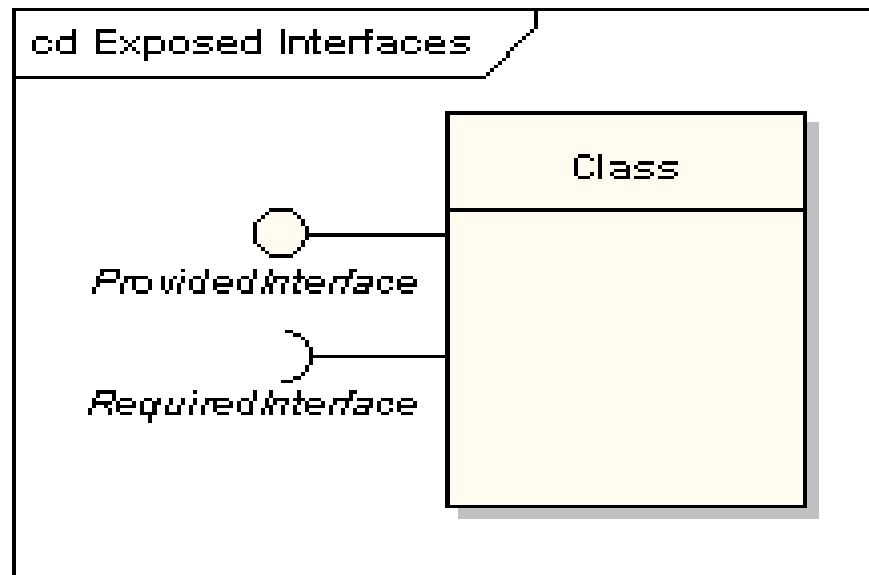 cd Exposed Interfaces
Class
ProvidedInterface
RequiredInterface